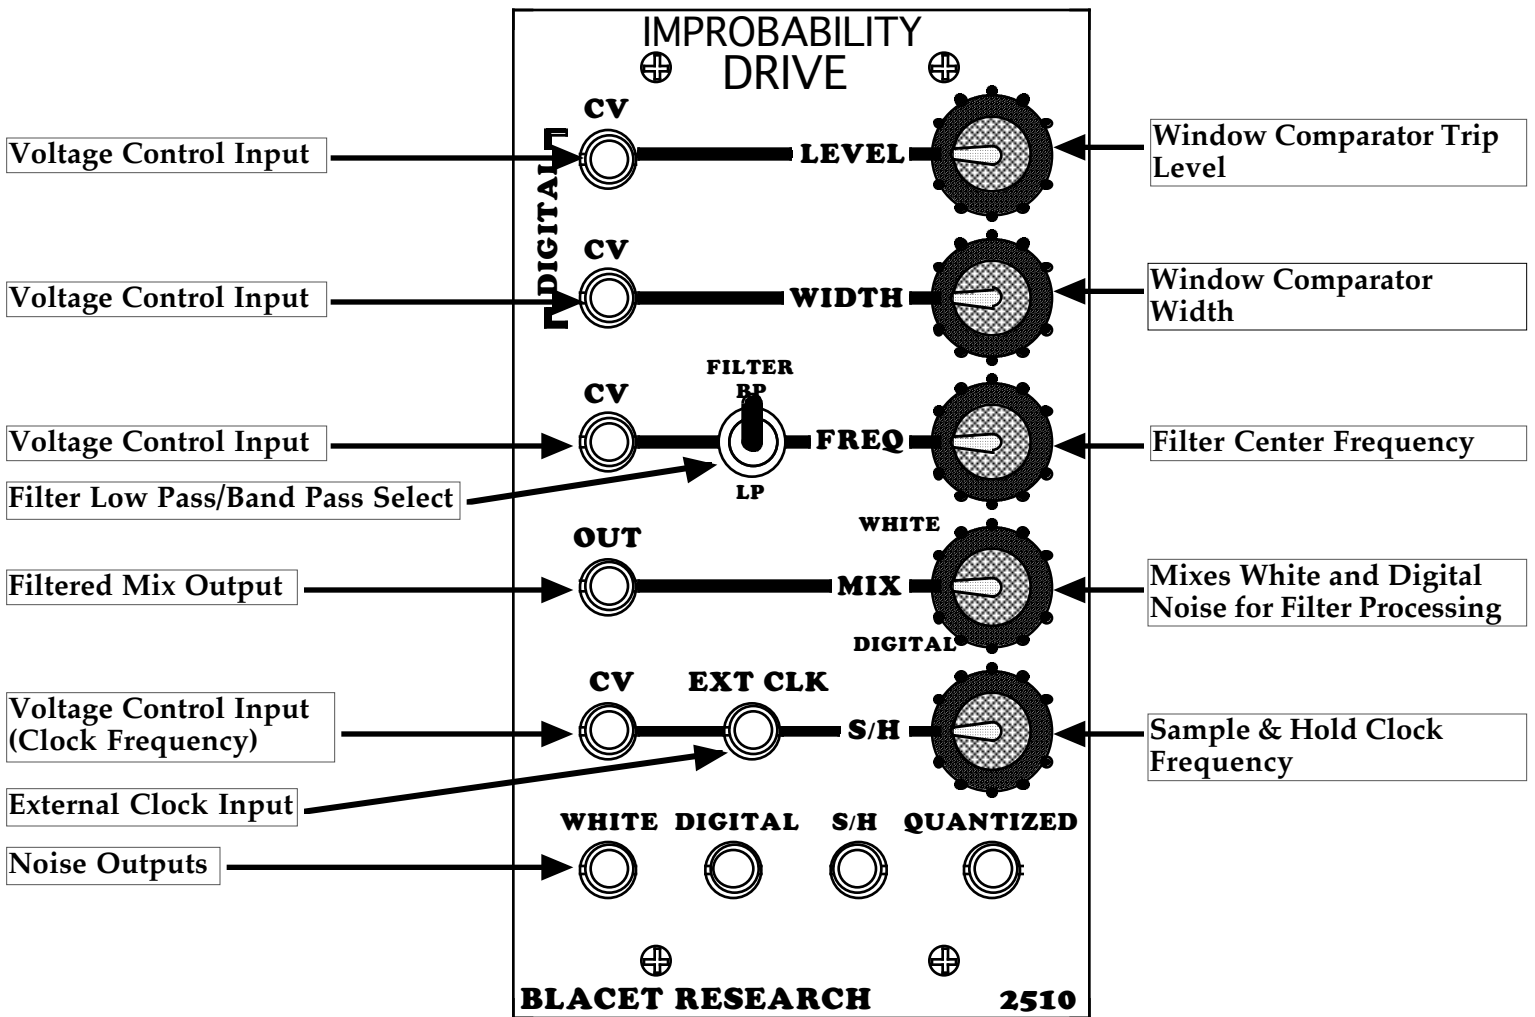 IMPROBABILITY
DRIVE
CV
Voltage Control Input
LEVEL
Window Comparator Trip
Level
DIGITAL
CV
Voltage Control Input
WIDTH
Window Comparator
Width
FILTER
BP
CV
Voltage Control Input
FREQ
Filter Center Frequency
Filter Low Pass/Band Pass Select
LP
WHITE
OUT
Filtered Mix Output
MIX
Mixes White and Digital
Noise for Filter Processing
DIGITAL
CV EXT CLK
Voltage Control Input
(Clock Frequency)
S/H
Sample & Hold Clock
Frequency
External Clock Input
WHITE DIGITAL S/H QUANTIZED
Noise Outputs
BLACET RESEARCH 2510